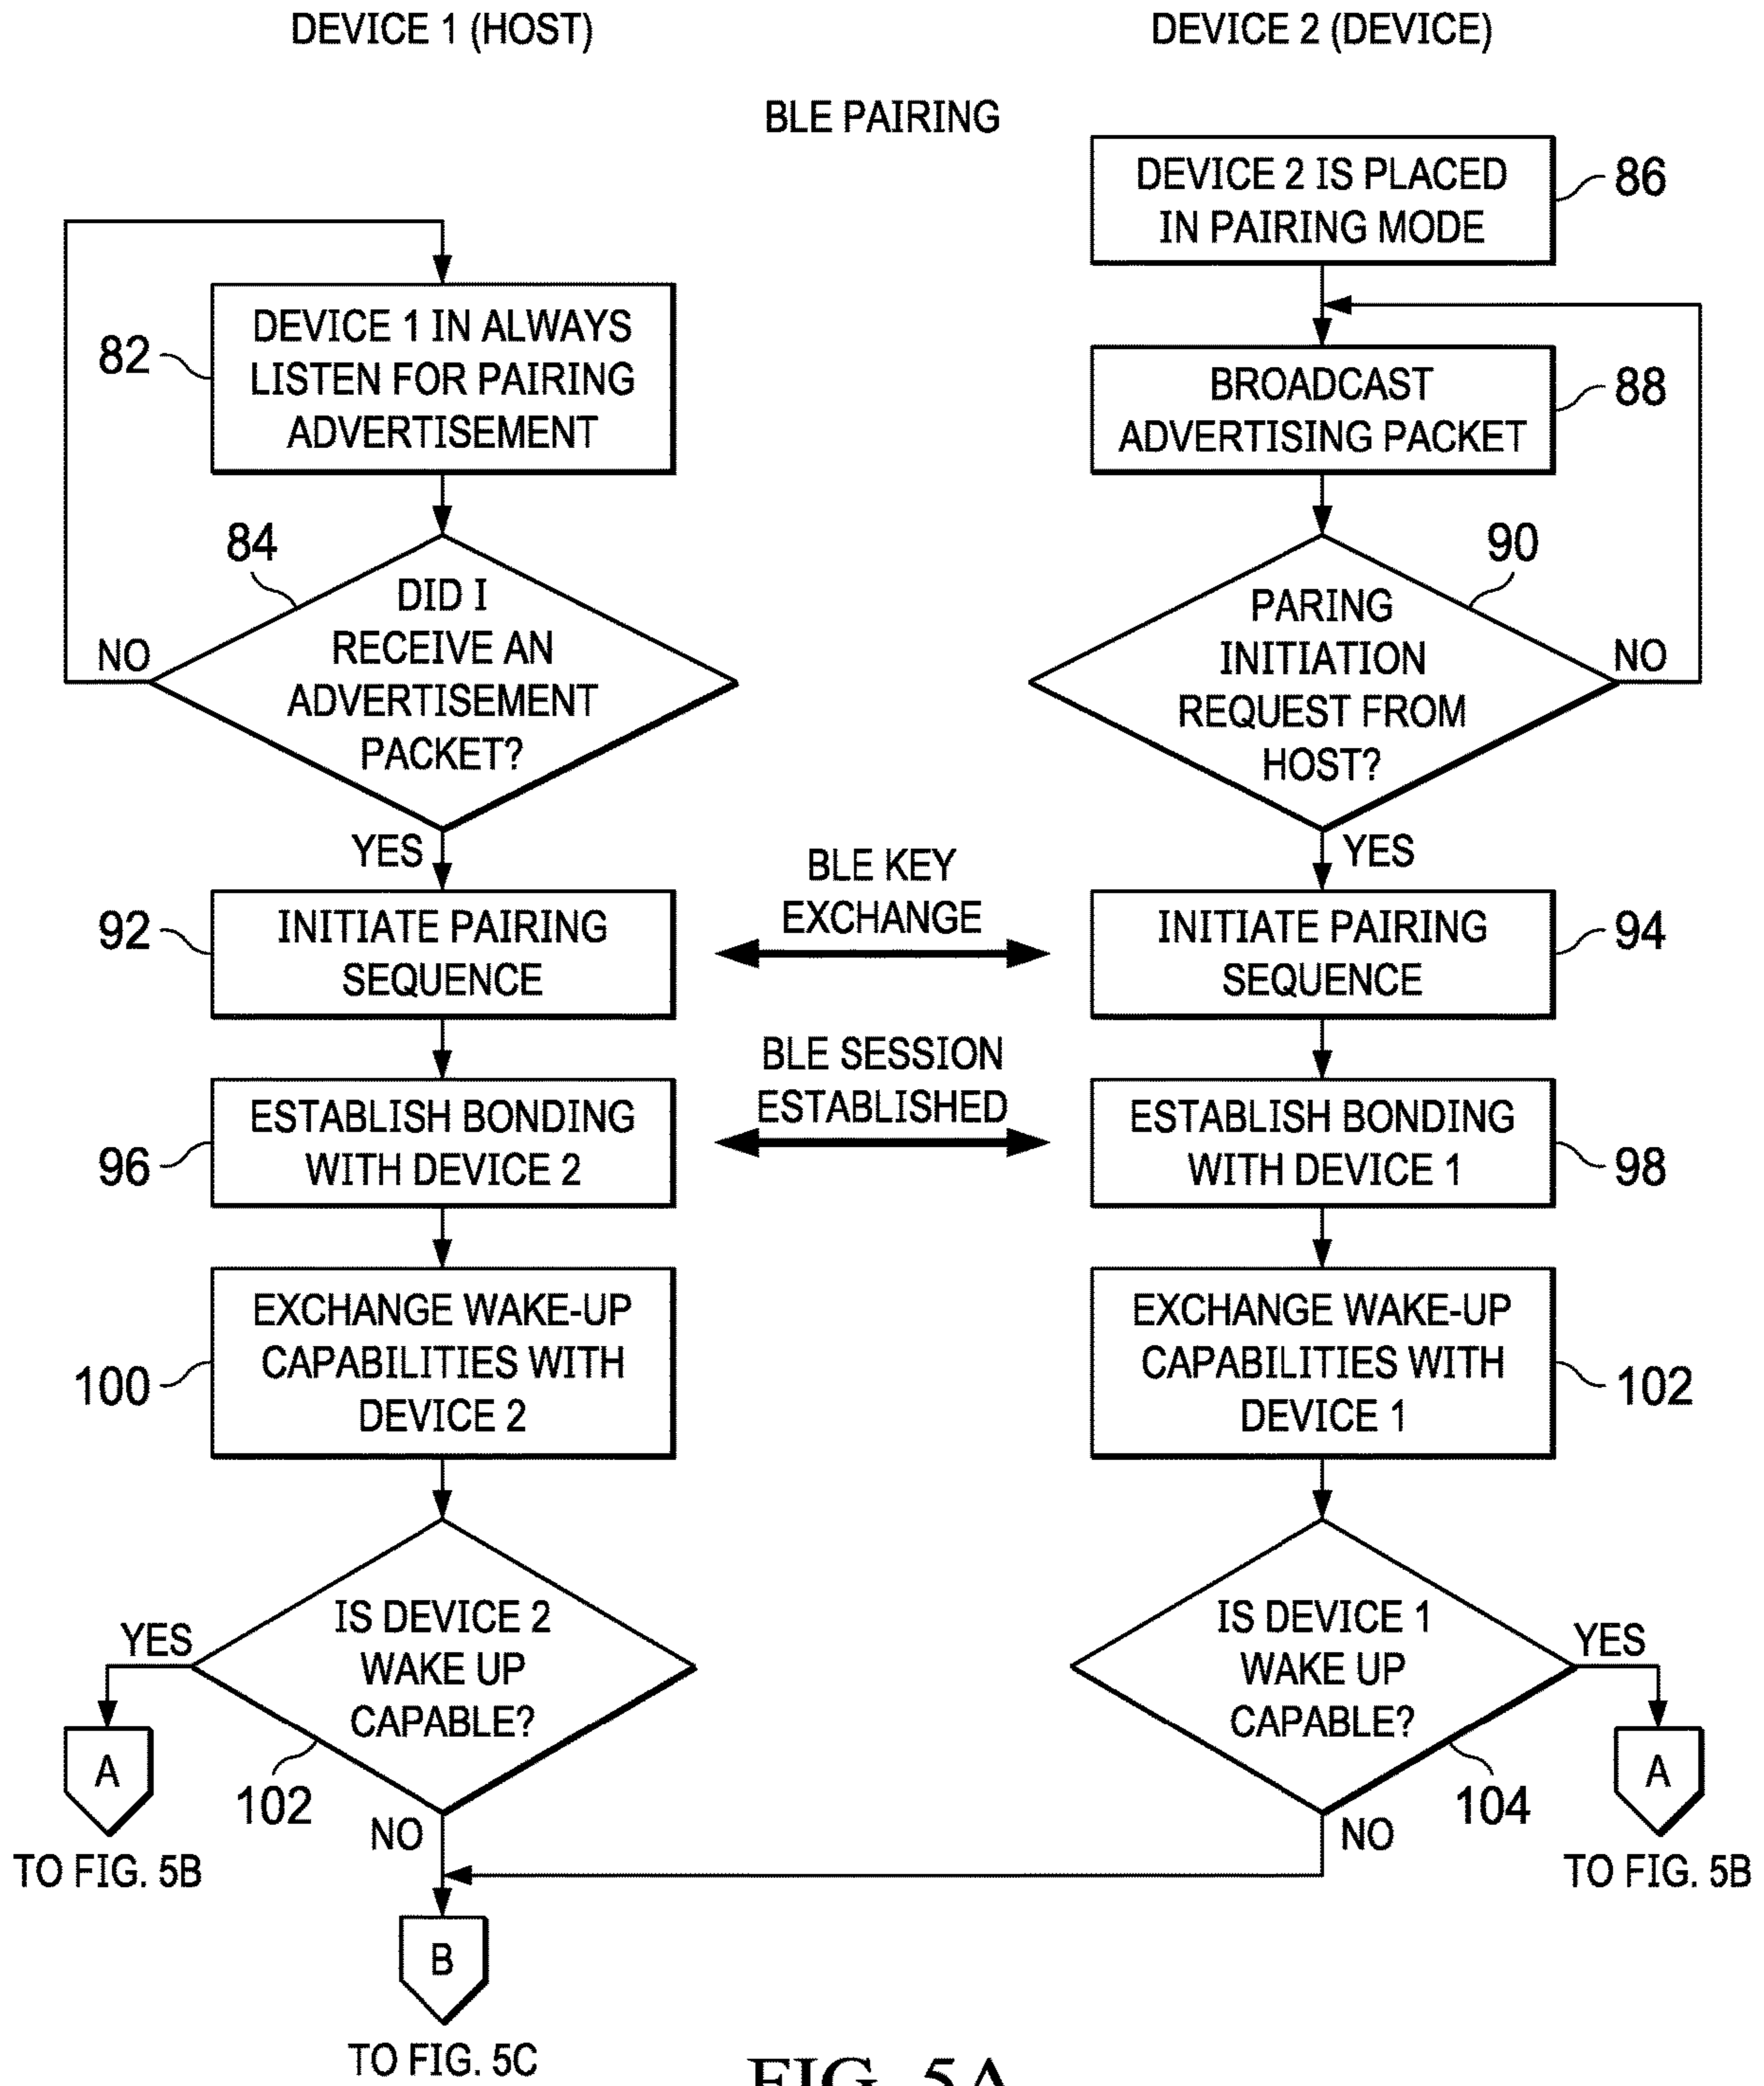 DEVICE 1 (HOST)
DEVICE 2 (DEVICE)
BLE PAIRING
DEVICE 2 IS PLACED
IN PAIRING MODE
86
82
DEVICE 1 IN ALWAYS
LISTEN FOR PAIRING
ADVERTISEMENT
BROADCAST
ADVERTISING PACKET
88
84
DID I
RECEIVE AN
ADVERTISEMENT
PACKET?
NO
YES
90
PARING
INITIATION
REQUEST FROM
HOST?
NO
YES
92
INITIATE PAIRING
SEQUENCE
BLE KEY
EXCHANGE
INITIATE PAIRING
SEQUENCE
94
96
ESTABLISH BONDING
WITH DEVICE 2
BLE SESSION
ESTABLISHED
ESTABLISH BONDING
WITH DEVICE 1
98
100
EXCHANGE WAKE-UP
CAPABILITIES WITH
DEVICE 2
EXCHANGE WAKE-UP
CAPABILITIES WITH
DEVICE 1
102
YES
IS DEVICE 2
WAKE UP
CAPABLE?
102
NO
IS DEVICE 1
WAKE UP
CAPABLE?
YES
104
NO
A
TO FIG. 5B
A
TO FIG. 5B
B
TO FIG. 5C
FIG. 5A